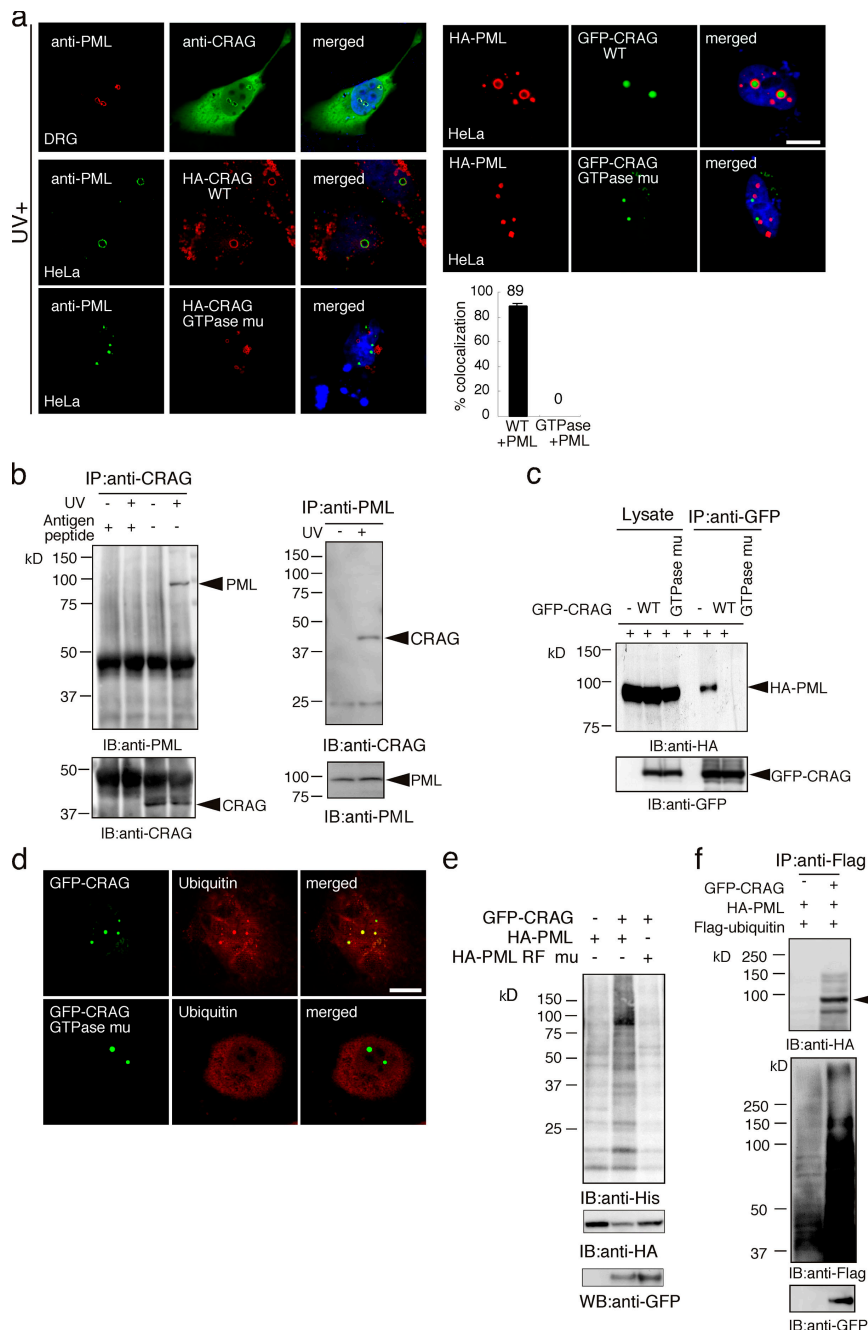 a
UV+
anti-PML
anti-CRAG
merged
DRG
anti-PML
HA-CRAG
WT
merged
HeLa
anti-PML
HA-CRAG
GTPase mu
merged
HeLa
HA-PML
GFP-CRAG
WT
merged
HeLa
HA-PML
GFP-CRAG
GTPase mu
merged
HeLa
% colocalization
100
80
60
40
20
0
89
0
WT
+PML
GTPase
+PML
b
IP:anti-CRAG
UV - + - +
Antigen
peptide + + - -
kD
150
100
75
50
37
PML
IB:anti-PML
50
37
CRAG
IB:anti-CRAG
IP:anti-PML
UV - +
150
100
75
50
37
25
CRAG
IB:anti-CRAG
100
75
PML
IB:anti-PML
c
Lysate IP:anti-GFP
GFP-CRAG - WT GTPase mu - WT GTPase mu
+ + + + + +
kD
150
100
75
HA-PML
IB:anti-HA
GFP-CRAG
IB:anti-GFP
d
GFP-CRAG
Ubiquitin
merged
GFP-CRAG
GTPase mu
Ubiquitin
merged
e
GFP-CRAG - + +
HA-PML + + -
HA-PML RF mu - - +
kD
150
100
75
50
37
25
IB:anti-His
IB:anti-HA
WB:anti-GFP
f
IP:anti-Flag
GFP-CRAG - +
HA-PML + +
Flag-ubiquitin + +
kD
250
150
100
IB:anti-HA
kD
250
150
100
50
37
IB:anti-Flag
IB:anti-GFP